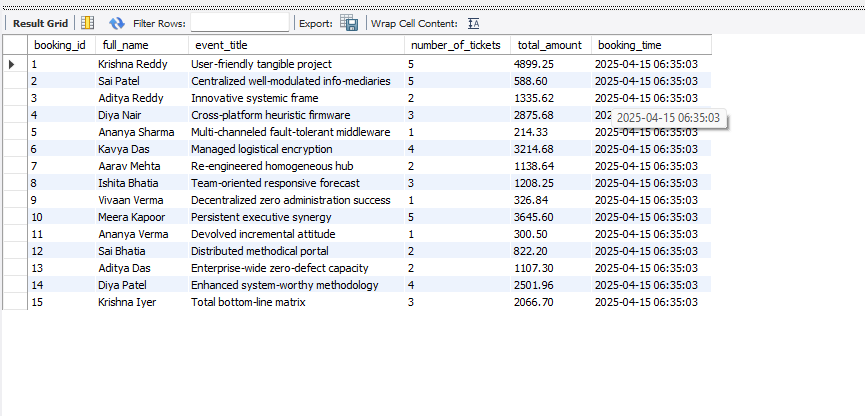 Result Grid Filter Rows: Export: Wrap Cell Content: IA
booking_id full_name event_title number_of_tickets total_amount booking_time
1 Krishna Reddy User-friendly tangible project 5 4899.25 2025-04-15 06:35:03
2 Sai Patel Centralized well-modulated info-mediaries 5 588.60 2025-04-15 06:35:03
3 Aditya Reddy Innovative systemic frame 2 1335.62 2025-04-15 06:35:03
4 Diya Nair Cross-platform heuristic firmware 3 2875.68 202
2025-04-15 06:35:03
5 Ananya Sharma Multi-channeled fault-tolerant middleware 1 214.33 2025-04-15 06:35:03
6 Kavya Das Managed logistical encryption 4 3214.68 2025-04-15 06:35:03
7 Aarav Mehta Re-engineered homogeneous hub 2 1138.64 2025-04-15 06:35:03
8 Ishita Bhatia Team-oriented responsive forecast 3 1208.25 2025-04-15 06:35:03
9 Vivaan Verma Decentralized zero administration success 1 326.84 2025-04-15 06:35:03
10 Meera Kapoor Persistent executive synergy 5 3645.60 2025-04-15 06:35:03
11 Ananya Verma Devolved incremental attitude 1 300.50 2025-04-15 06:35:03
12 Sai Bhatia Distributed methodical portal 2 822.20 2025-04-15 06:35:03
13 Aditya Das Enterprise-wide zero-defect capacity 2 1107.30 2025-04-15 06:35:03
14 Diya Patel Enhanced system-worthy methodology 4 2501.96 2025-04-15 06:35:03
15 Krishna Iyer Total bottom-line matrix 3 2066.70 2025-04-15 06:35:03